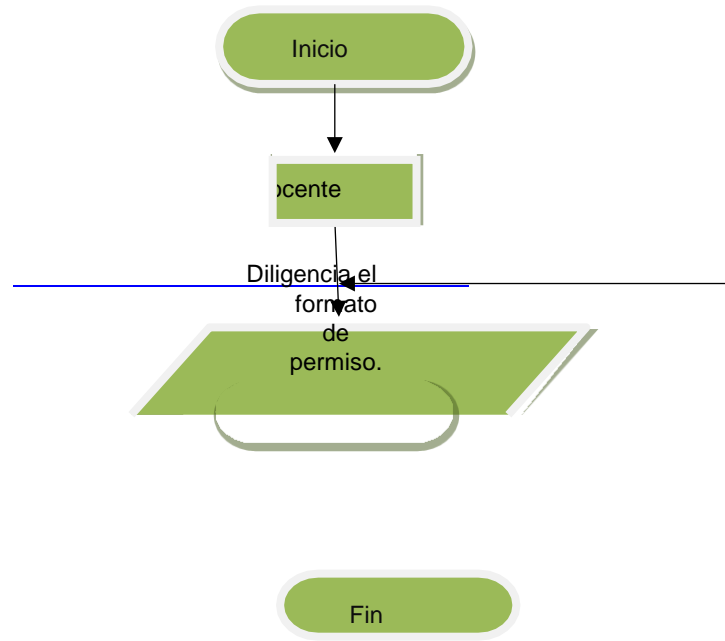 Inicio
ocente
Diligencia el
formato
de
permiso.
Fin